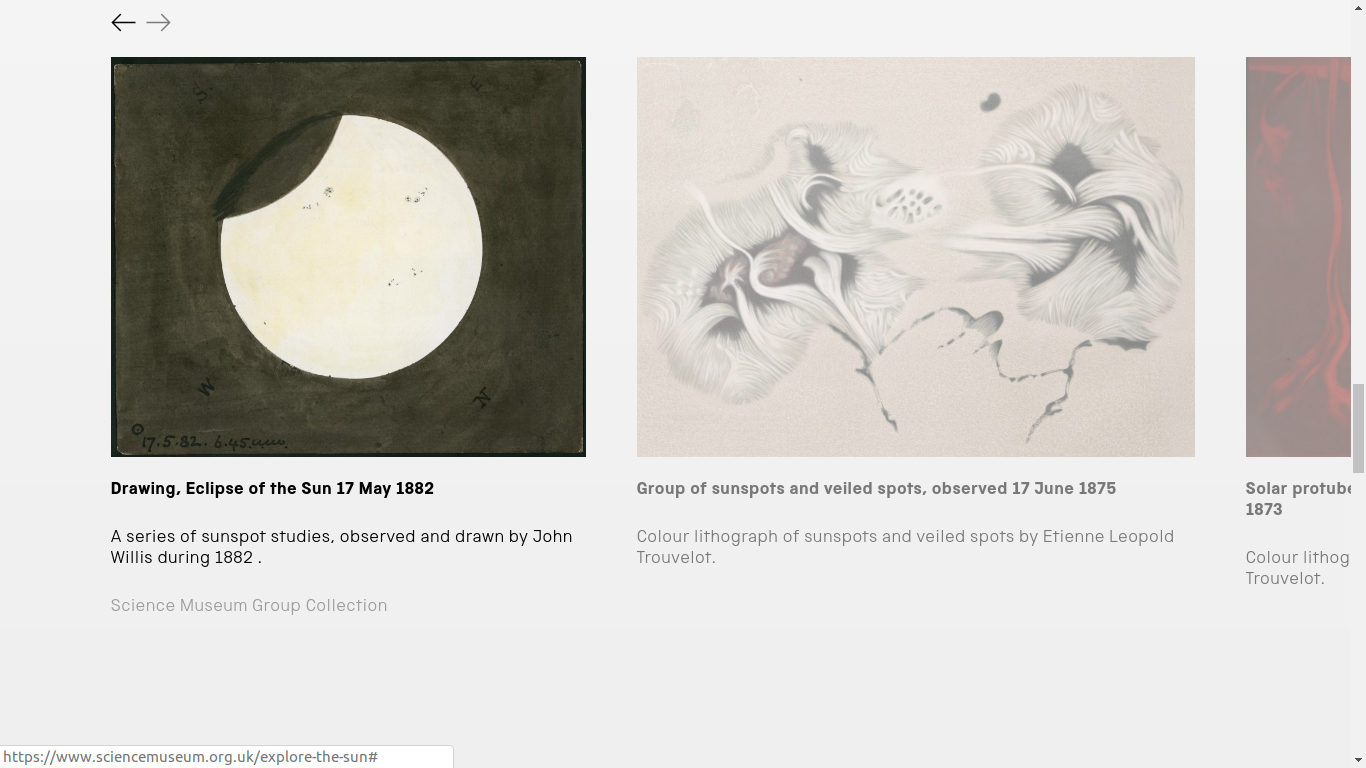 S.
E
W
N
17.5.82. 6.45
Drawing, Eclipse of the Sun 17 May 1882
A series of sunspot studies, observed and drawn by John
Willis during 1882 .
Science Museum Group Collection
Group of sunspots and veiled spots, observed 17 June 1875
Colour lithograph of sunspots and veiled spots by Etienne Leopold
Trouvelot.
Solar protube
1873
Colour lithog
Trouvelot.
https://www.sciencemuseum.org.uk/explore-the-sun#